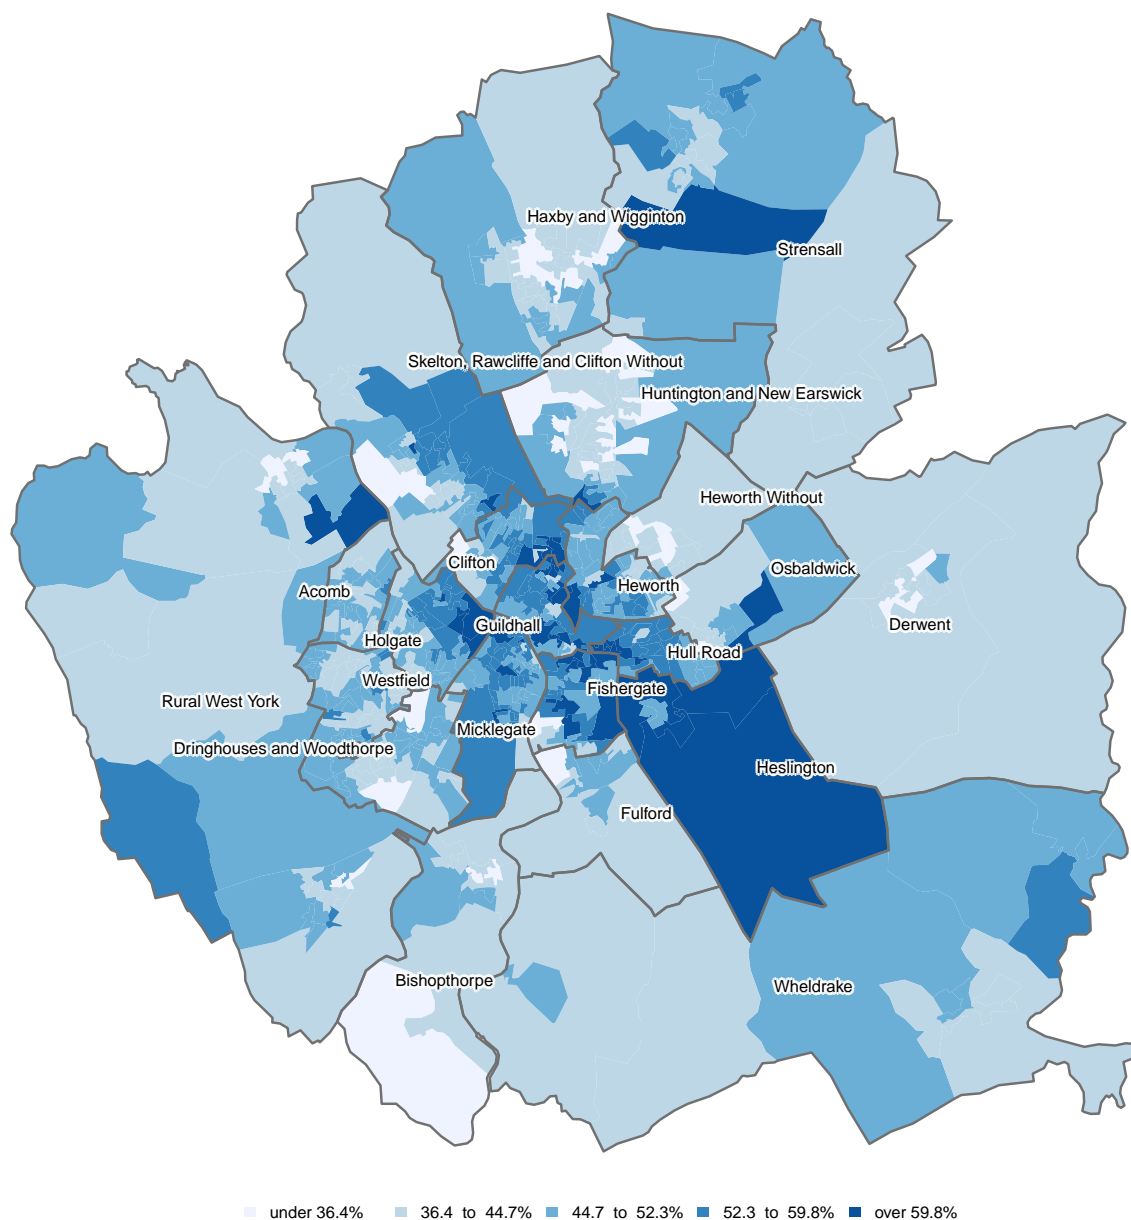 Haxby and Wigginton
Strensall
Skelton, Rawcliffe and Clifton Without
Huntington and New Earswick
Heworth Without
Clifton
Osbaldwick
Acomb
Heworth
Guildhall
Derwent
Holgate
Hull Road
Westfield
Fishergate
Rural West York
Micklegate
Dringhouses and Woodthorpe
Heslington
Fulford
Bishopthorpe
Wheldrake
under 36.4% 36.4 to 44.7% 44.7 to 52.3% 52.3 to 59.8% over 59.8%